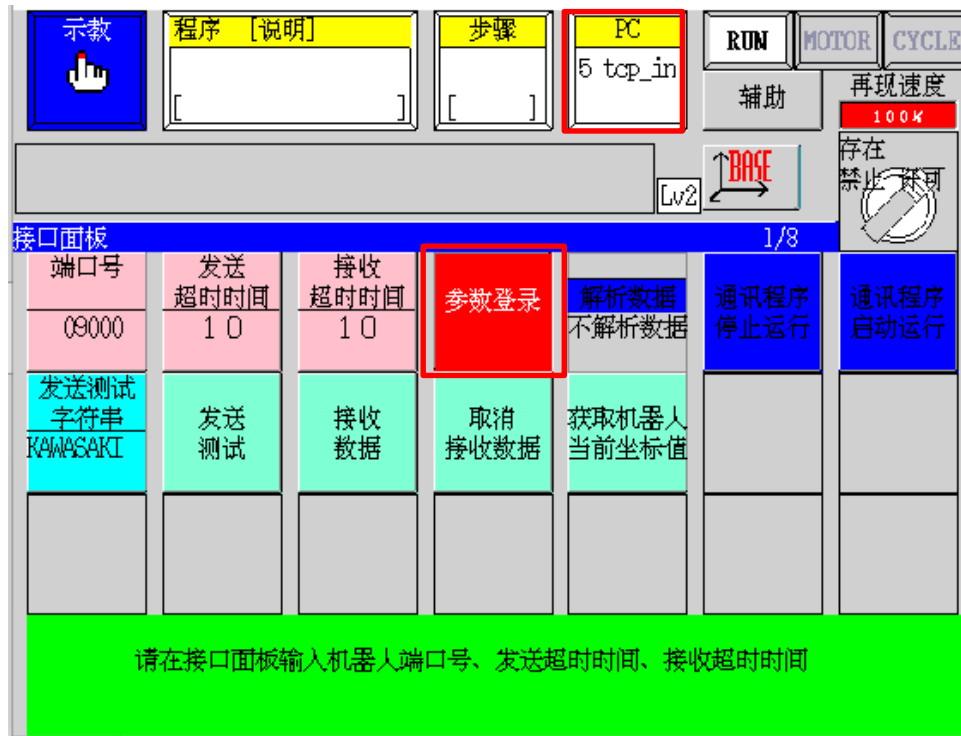 示教
程序 [说明]
[ ]
步骤
[ ]
PC
5 tcp_in
RUN
MOTOR
CYCLE
辅助
再现速度
100%
BASE
Lv2
存在
禁止 许可
接口面板
1/8
端口号
09000
发送
超时时间
10
接收
超时时间
10
参数登录
解析数据
不解析数据
通讯程序
停止运行
通讯程序
启动运行
发送测试
字符串
KAWASAKI
发送
测试
接收
数据
取消
接收数据
获取机器人
当前坐标值
请在接口面板输入机器人端口号、发送超时时间、接收超时时间